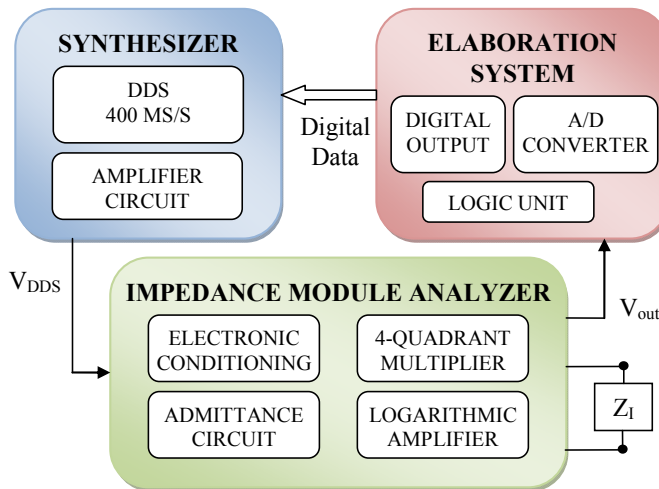 SYNTHESIZER
DDS
400 MS/S
AMPLIFIER
CIRCUIT
Digital
Data
ELABORATION
SYSTEM
DIGITAL
OUTPUT
A/D
CONVERTER
LOGIC UNIT
VDDS
IMPEDANCE MODULE ANALYZER
ELECTRONIC
CONDITIONING
4-QUADRANT
MULTIPLIER
ADMITTANCE
CIRCUIT
LOGARITHMIC
AMPLIFIER
Vout
ZI